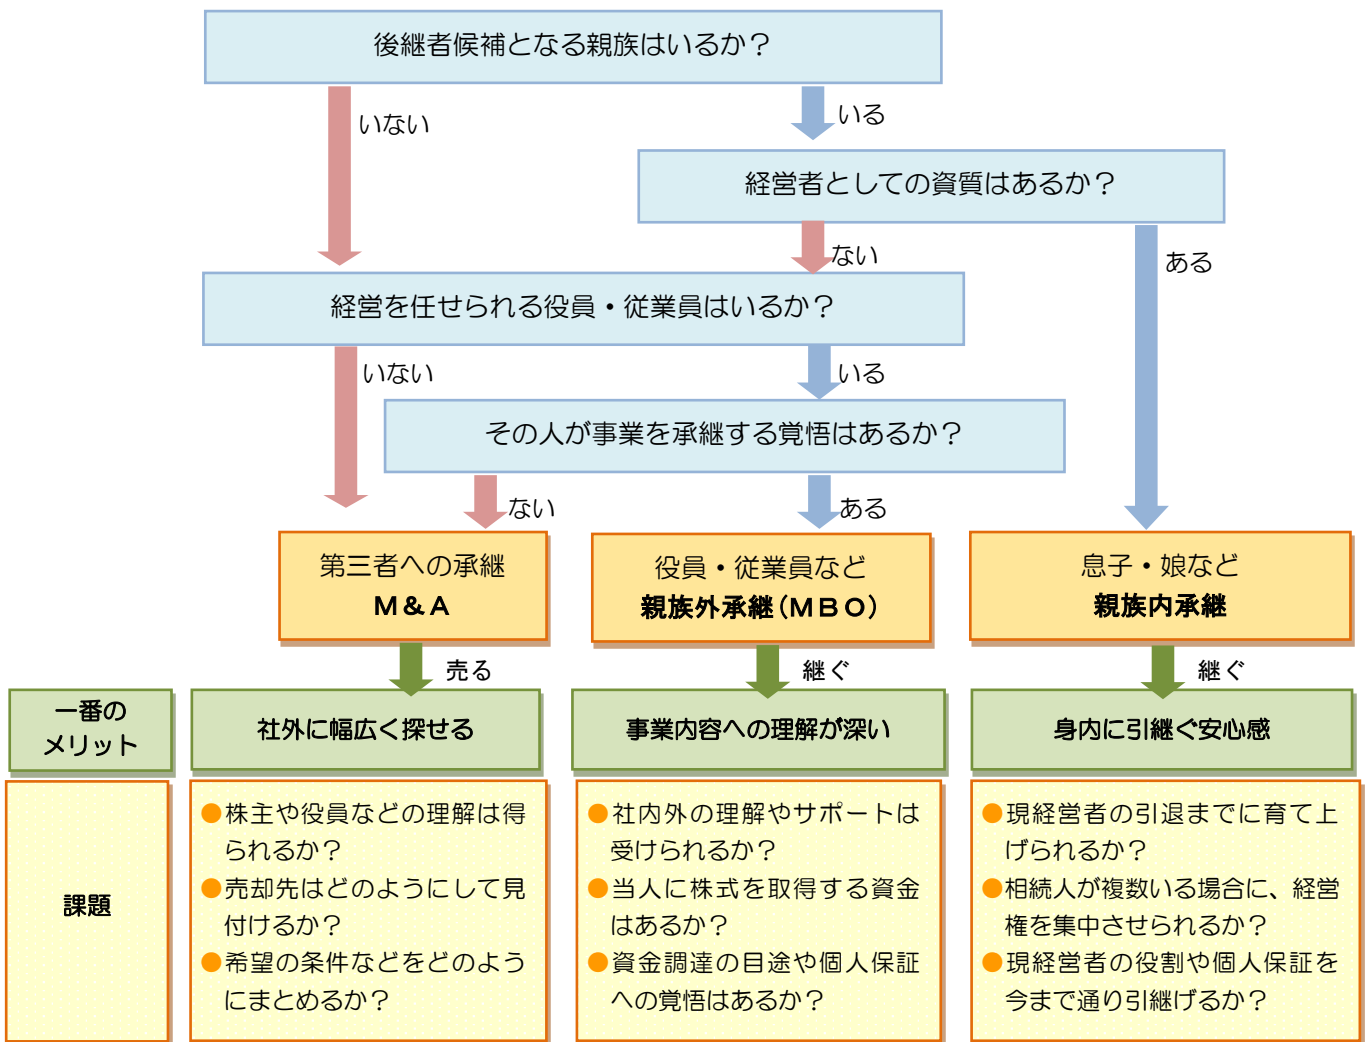 後継者候補となる親族はいるか？
いない
いる
経営者としての資質はあるか？
ない
ある
経営を任せられる役員・従業員はいるか？
いない
いる
その人が事業を承継する覚悟はあるか？
ない
ある
第三者への承継
Ｍ＆Ａ
役員・従業員など
親族外承継(ＭＢＯ)
息子・娘など
親族内承継
売る
継ぐ
継ぐ
一番の
メリット
社外に幅広く探せる
事業内容への理解が深い
身内に引継ぐ安心感
課題
●株主や役員などの理解は得
られるか？
●売却先はどのようにして見
付けるか？
●希望の条件などをどのよう
にまとめるか？
●社内外の理解やサポートは
受けられるか？
●当人に株式を取得する資金
はあるか？
●資金調達の目途や個人保証
への覚悟はあるか？
●現経営者の引退までに育て上
げられるか？
●相続人が複数いる場合に、経営
権を集中させられるか？
●現経営者の役割や個人保証を
今まで通り引継げるか？